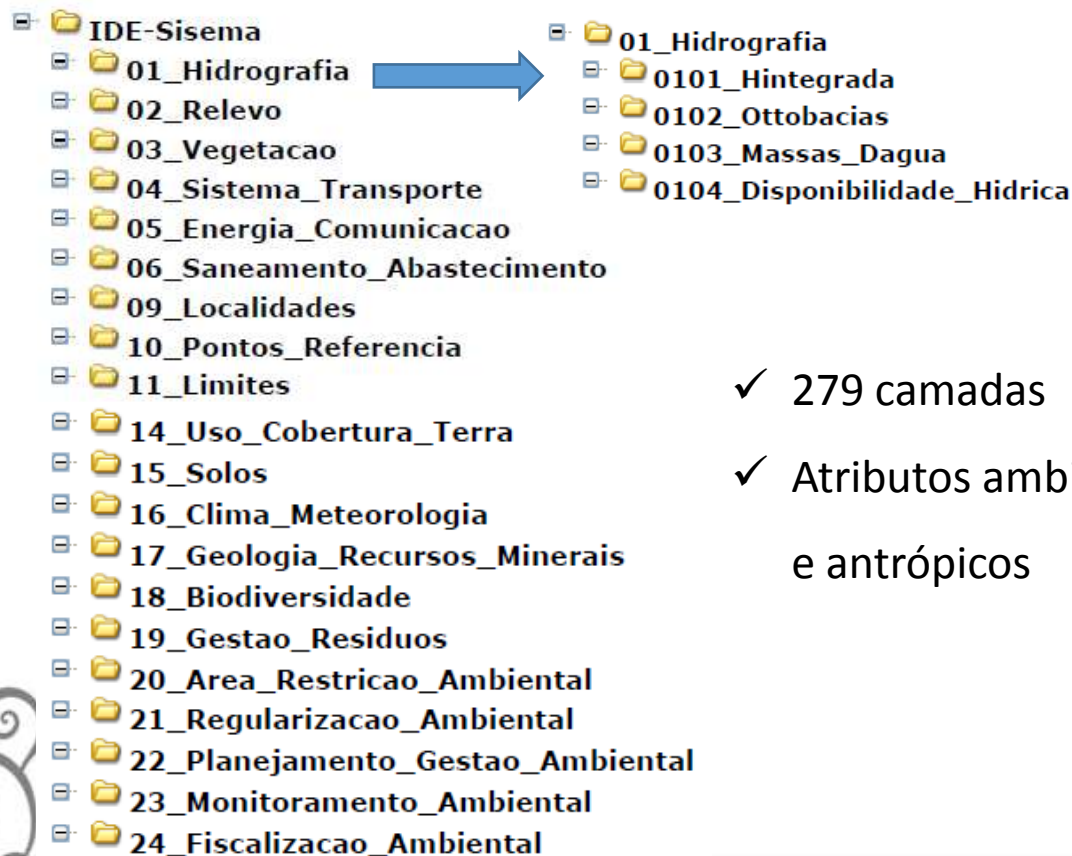 IDE-Sisema
01_Hidrografia
02_Relevo
03_Vegetacao
04_Sistema_Transporte
05_Energia_Comunicacao
06_Saneamento_Abastecimento
09_Localidades
10_Pontos_Referencia
11_Limites
14_Uso_Cobertura_Terra
15_Solos
16_Clima_Meteorologia
17_Geologia_Recursos_Minerais
18_Biodiversidade
19_Gestao_Residuos
20_Area_Restricao_Ambiental
21_Regularizacao_Ambiental
22_Planejamento_Gestao_Ambiental
23_Monitoramento_Ambiental
24_Fiscalizacao_Ambiental
01_Hidrografia
0101_Hintegrada
0102_Ottobacias
0103_Massas_Dagua
0104_Disponibilidade_Hidrica
✓ 279 camadas
✓ Atributos
e antrópicos